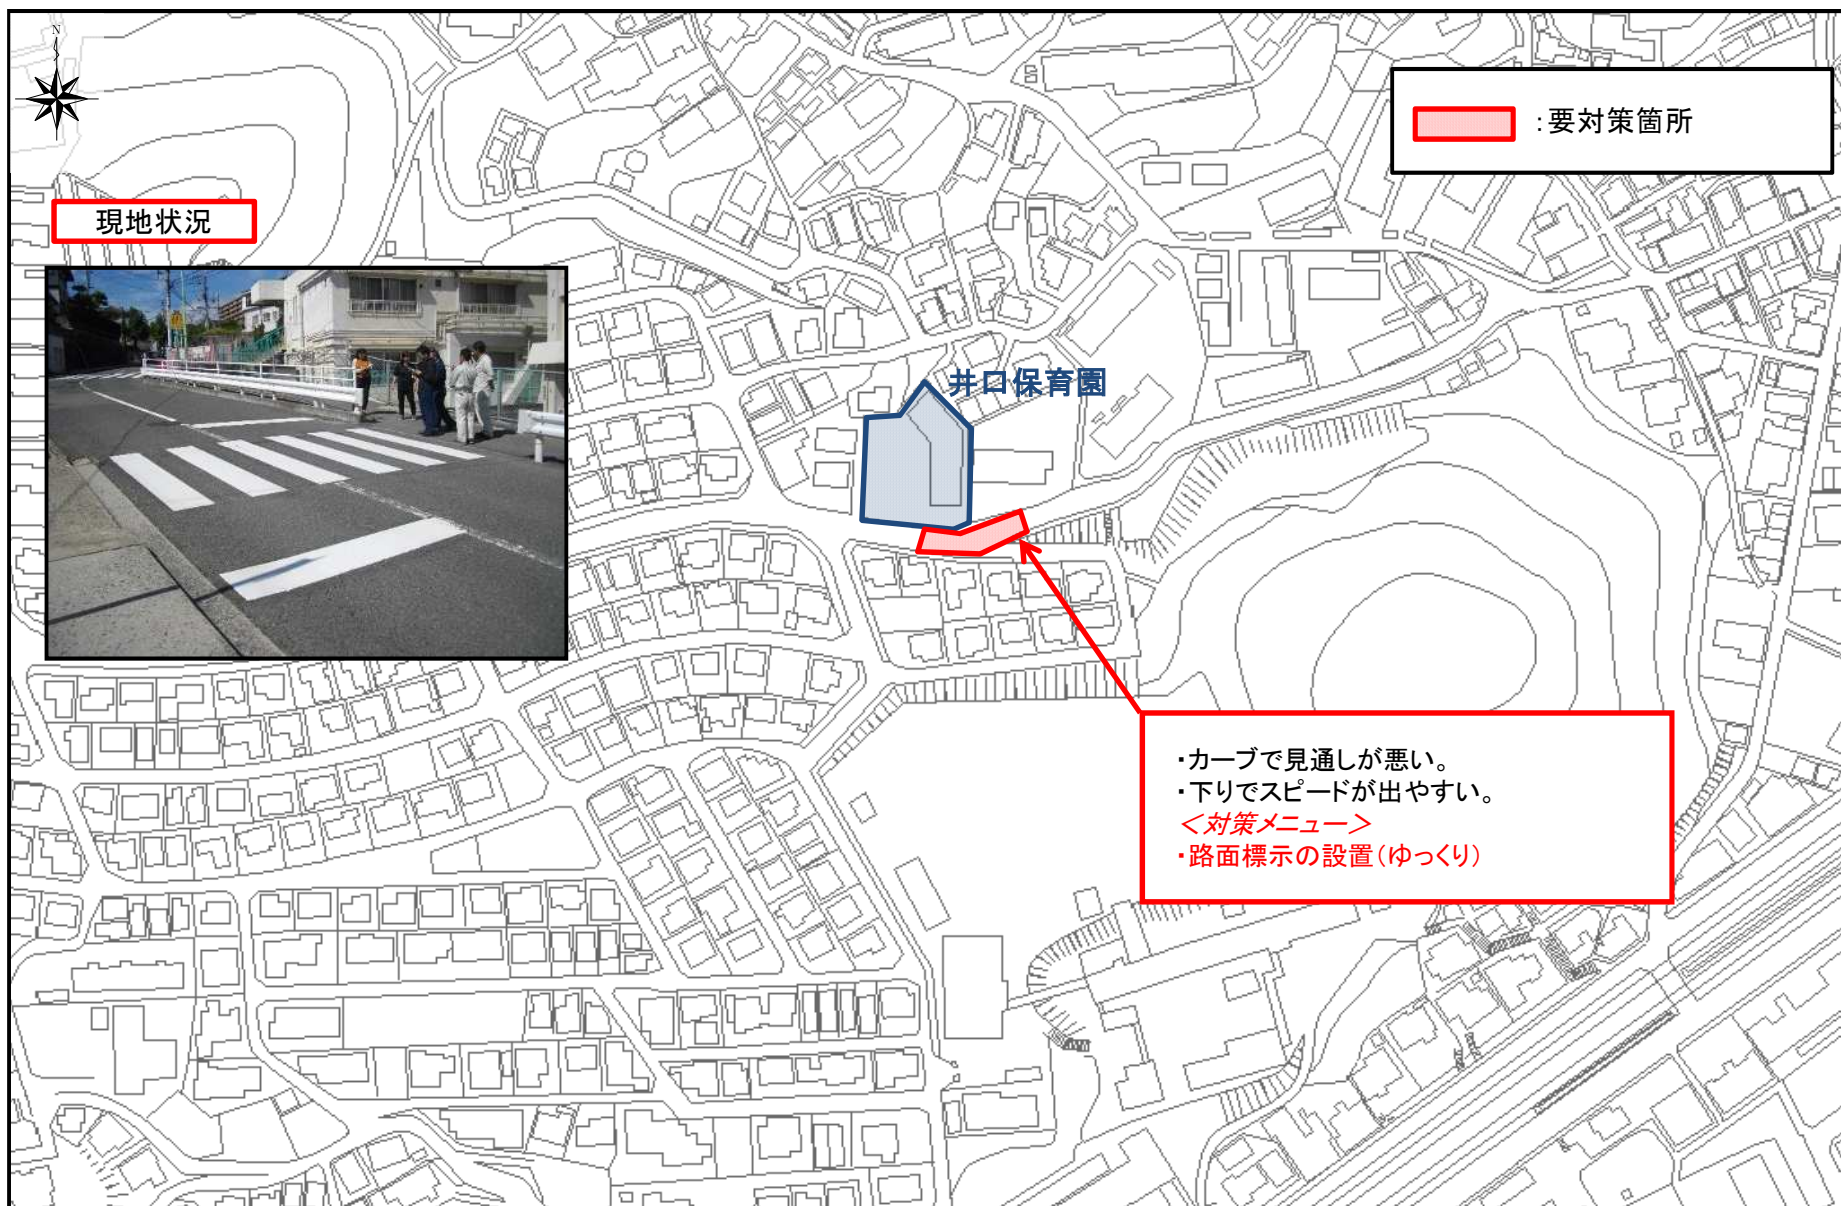 N
:要対策箇所
現地状況
井口保育園
・カーブで見通しが悪い。
・下りでスピードが出やすい。
＜対策メニュー＞
・路面標示の設置（ゆっくり）